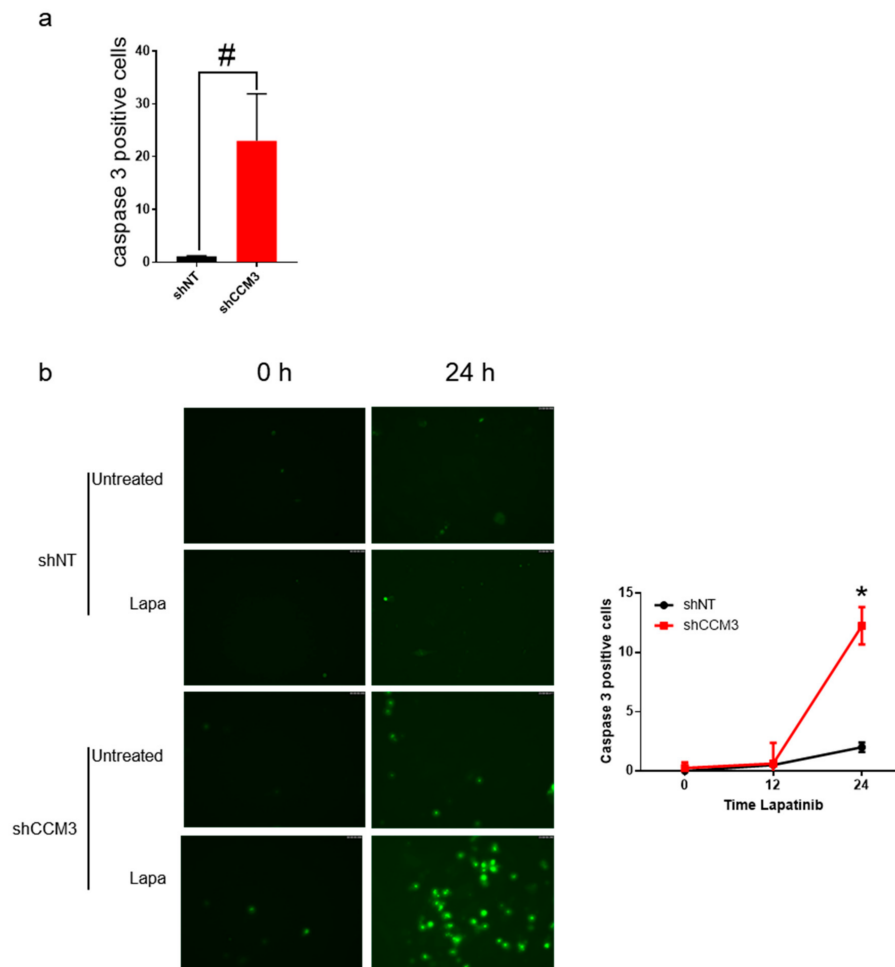 a
caspase 3 positive cells
40
30
20
10
0
#
shNT
shCCM3
b
0 h
24 h
shNT
Untreated
Lapa
shCCM3
Untreated
Lapa
Caspase 3 positive cells
15
10
5
0
shNT
shCCM3
*
0
12
24
Time Lapatinib